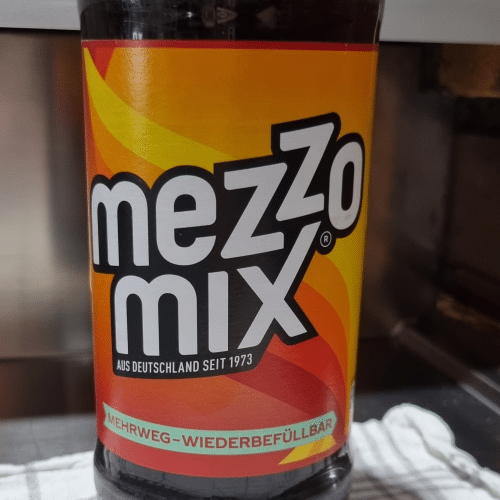 mezzo
mix®
AUS DEUTSCHLAND SEIT 1973
MEHRWEG-WIEDERBEFÜLLBAR